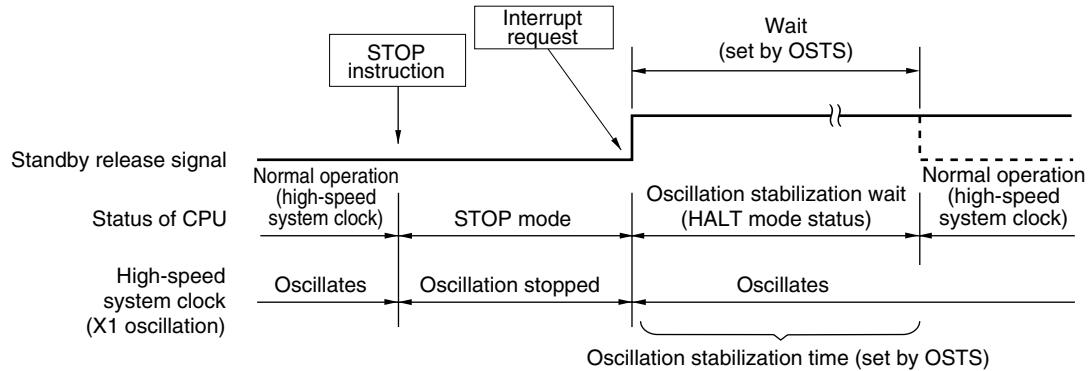 Interrupt
request
Wait
(set by OSTS)
STOP
instruction
Standby release signal
Normal operation
(high-speed
system clock)
Status of CPU
STOP mode
Oscillation stabilization wait
(HALT mode status)
Normal operation
(high-speed
system clock)
High-speed
system clock
(X1 oscillation)
Oscillates
Oscillation stopped
Oscillates
Oscillation stabilization time (set by OSTS)